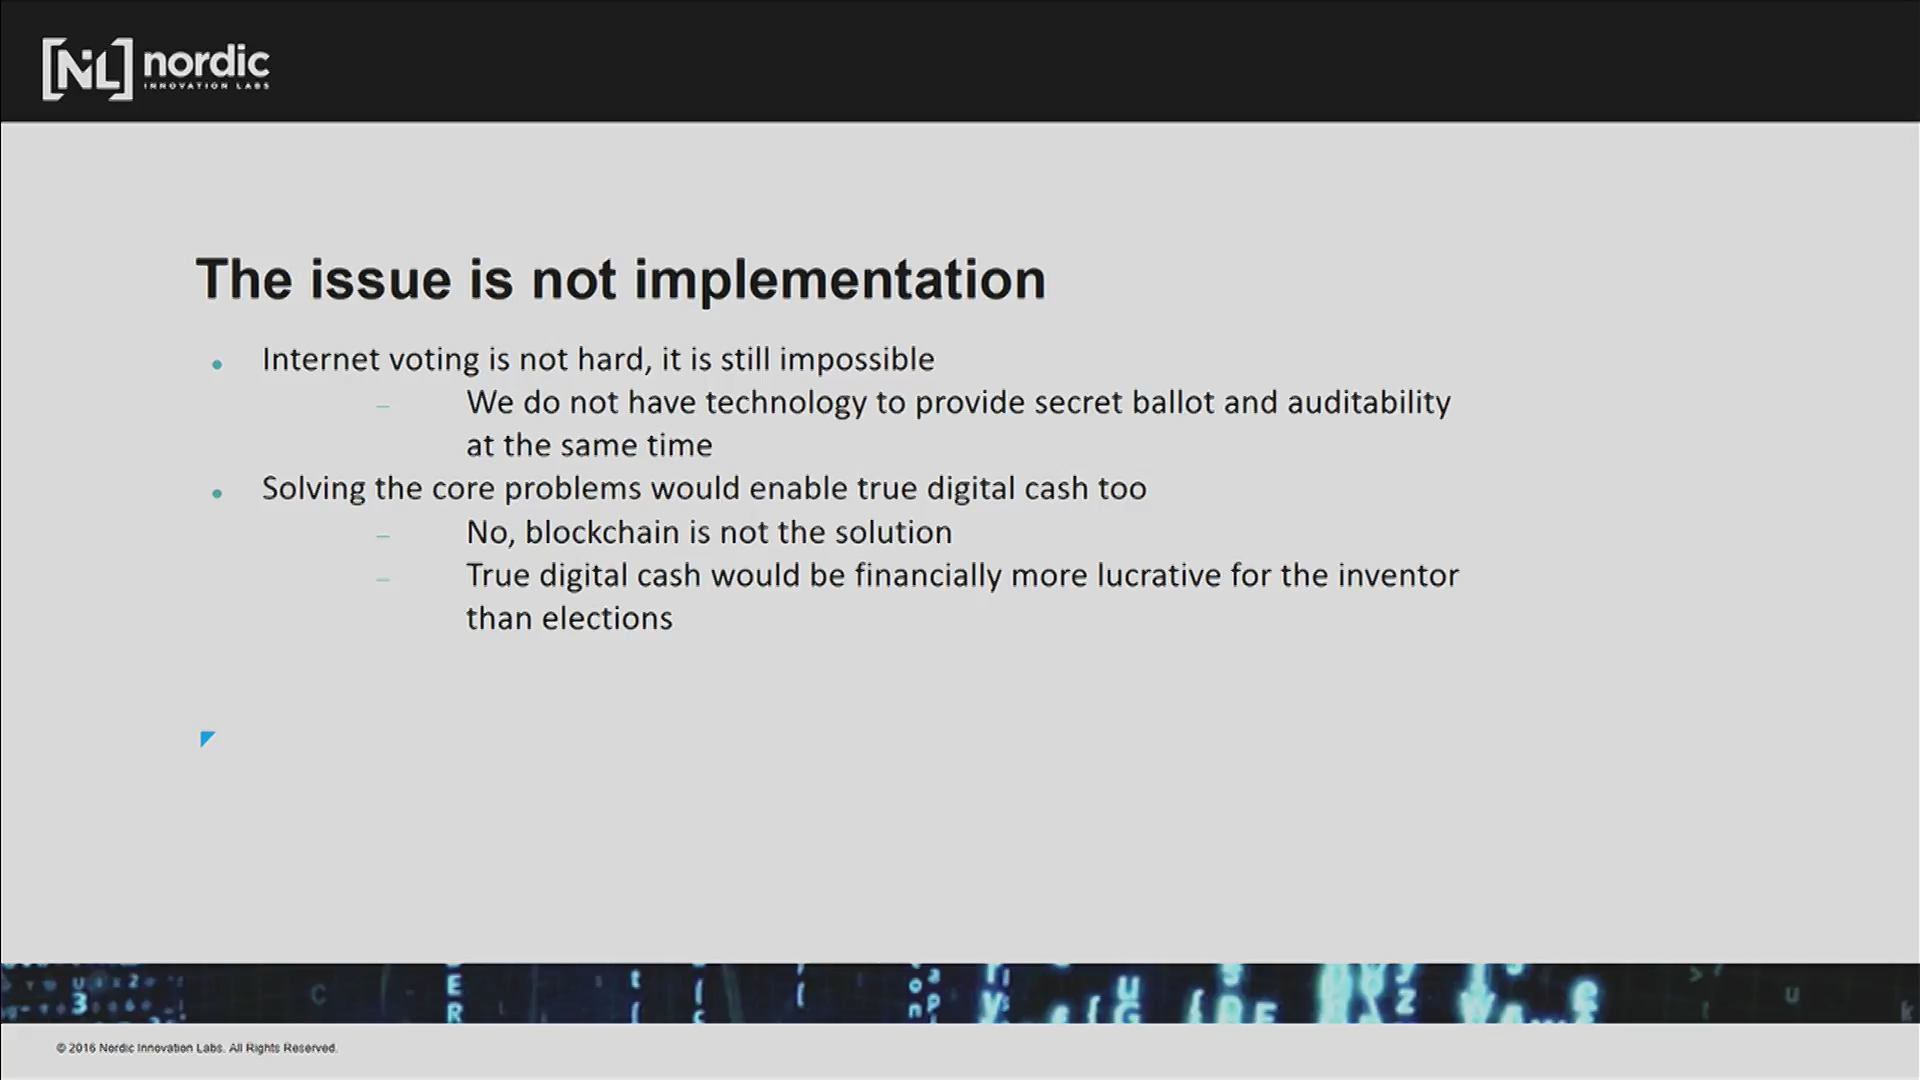 [NiL] nordic
INNOVATION LABS
The issue is not implementation
• Internet voting is not hard, it is still impossible
– We do not have technology to provide secret ballot and auditability
at the same time
• Solving the core problems would enable true digital cash too
– No, blockchain is not the solution
– True digital cash would be financially more lucrative for the inventor
than elections
© 2016 Nordic Innovation Labs. All Rights Reserved.